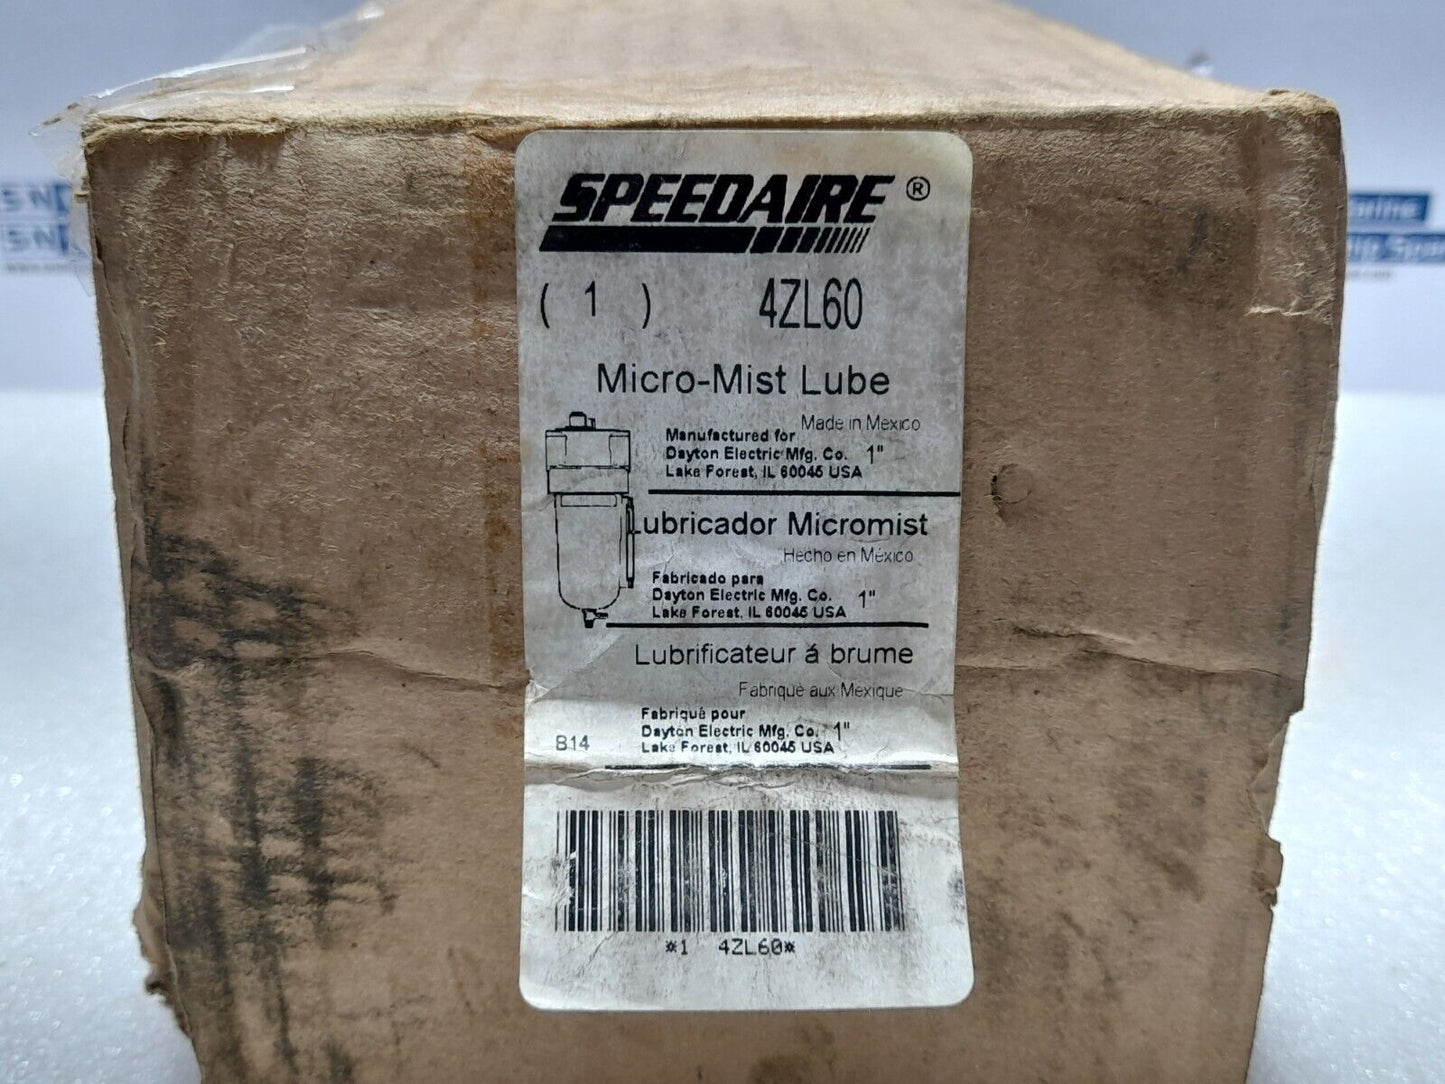 SPEEDAIRE ®
( 1 ) 4ZL60
Micro-Mist Lube
Made in Mexico
Manufactured for
Dayton Electric Mfg. Co. 1"
Lake Forest, IL 60045 USA
Lubricador Micromist
Hecho en México
Fabricado para
Dayton Electric Mfg. Co. 1"
Lake Forest, IL 60045 USA
Lubrificateur á brume
Fabrique aux Mexique
Fabriqué pour
Dayton Electric Mfg. Co. 1"
Lake Forest, IL 60045 USA
B14
*1 4ZL60*
SN
SN